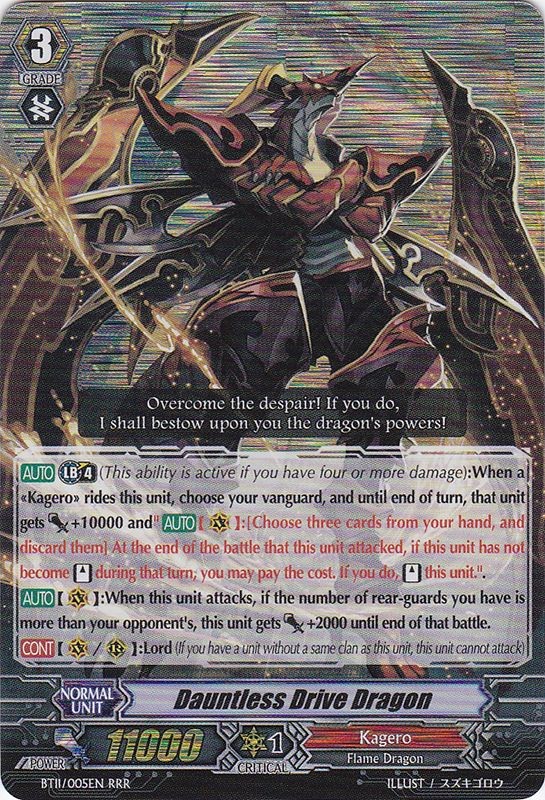 3
GRADE
Overcome the despair! If you do,
I shall bestow upon you the dragon's powers!
AUTO LB 4 (This ability is active if you have four or more damage):When a
«Kagero» rides this unit, choose your vanguard, and until end of turn, that unit
gets +10000 and" AUTO【 】:[Choose three cards from your hand, and
discard them] At the end of the battle that this unit attacked, if this unit has not
become during that turn, you may pay the cost. If you do, this unit.".
AUTO【 】:When this unit attacks, if the number of rear-guards you have is
more than your opponent's, this unit gets +2000 until end of that battle.
CONT【 / 】:Lord (If you have a unit without a same clan as this unit, this unit cannot attack)
NORMAL
UNIT
Dauntless Drive Dragon
POWER
11000
1
CRITICAL
Kagero
Flame Dragon
BT11/005EN RRR
ILLUST / スズキゴロウ